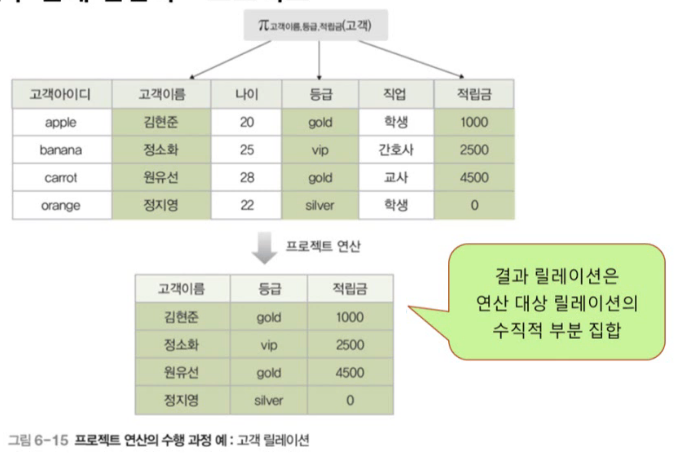 π고객이름,등급,적립금(고객)
고객아이디 고객이름 나이 등급 직업 적립금
apple 김현준 20 gold 학생 1000
banana 정소화 25 vip 간호사 2500
carrot 원유선 28 gold 교사 4500
orange 정지영 22 silver 학생 0
프로젝트 연산
고객이름 등급 적립금
김현준 gold 1000
정소화 vip 2500
원유선 gold 4500
정지영 silver 0
결과 릴레이션은
연산 대상 릴레이션의
수직적 부분 집합
그림 6-15 프로젝트 연산의 수행 과정 예 : 고객 릴레이션